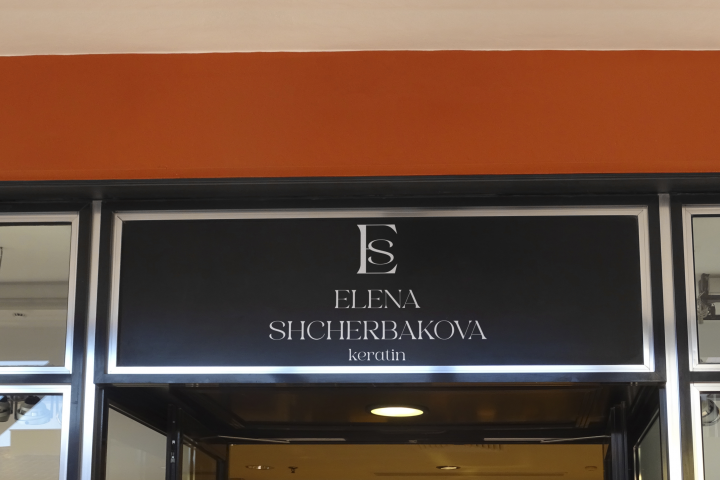 ES
ELENA
SHCHERBAKOVA
keratin